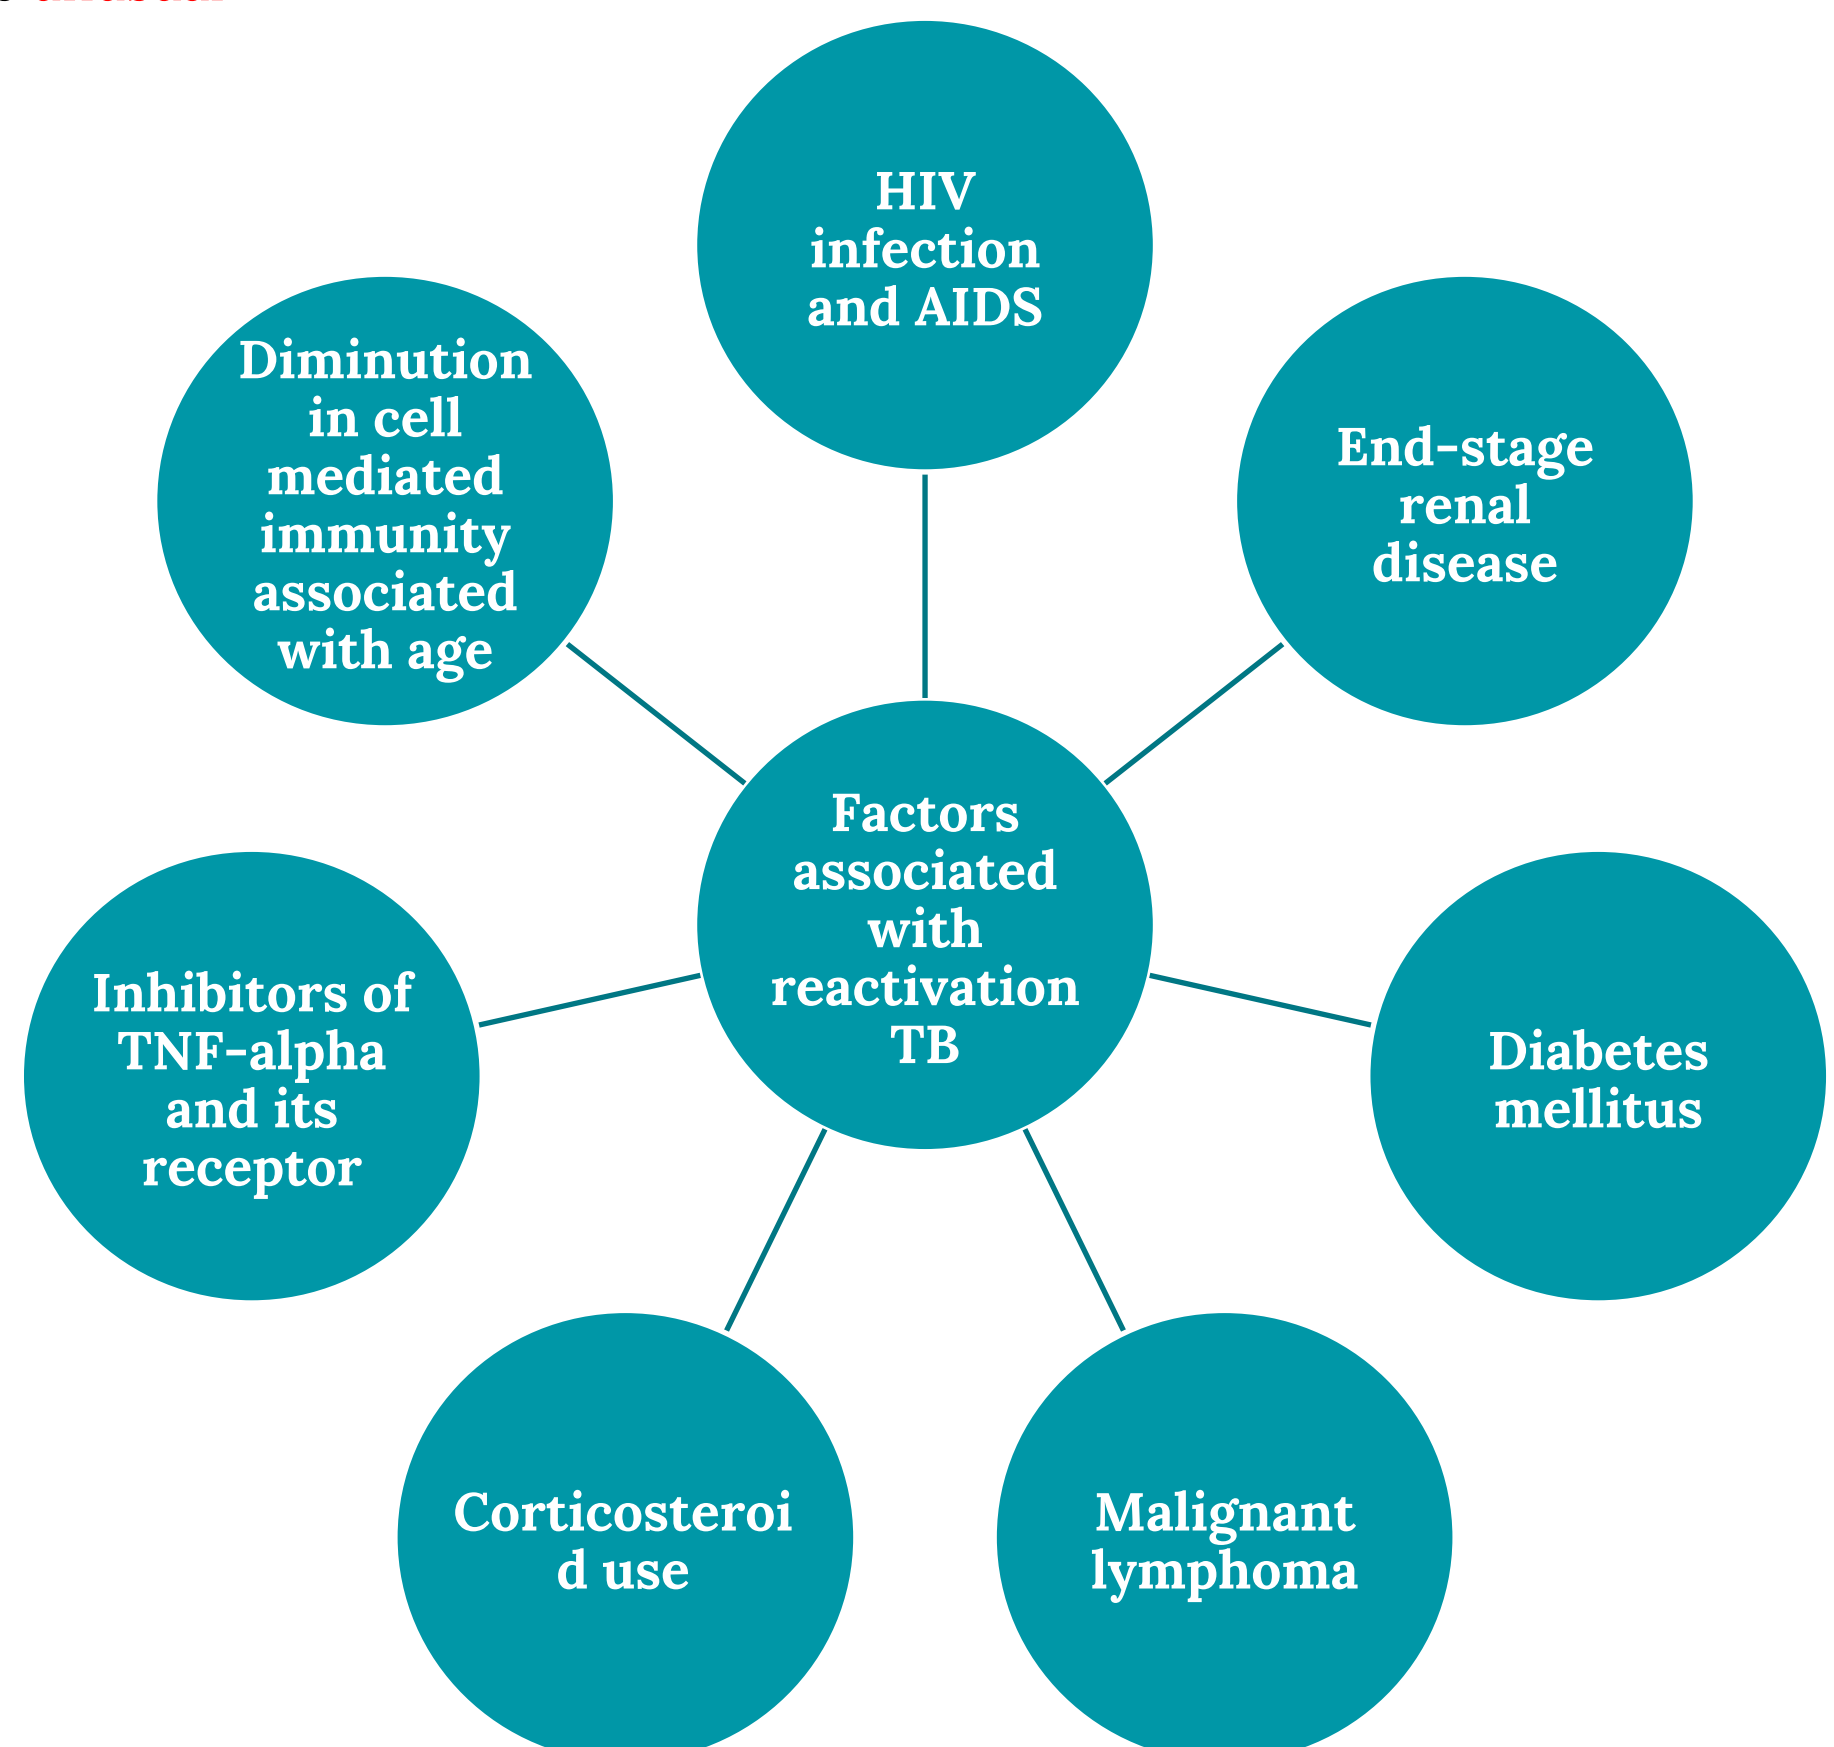 HIV
infection
and AIDS
End-stage
renal
disease
Diabetes
mellitus
Malignant
lymphoma
Corticosteroi
d use
Inhibitors of
TNF-alpha
and its
receptor
Diminution
in cell
mediated
immunity
associated
with age
Factors
associated
with
reactivation
TB